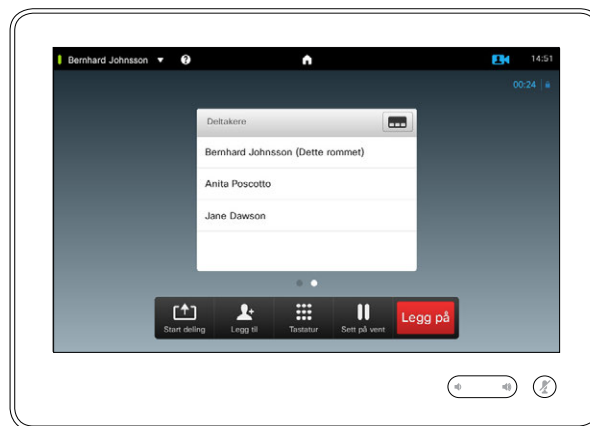 Bernhard Johnsson
14:51
00:24
Deltakere
Bernhard Johnsson (Dette rommet)
Anita Poscotto
Jane Dawson
Start deling
Legg til
Tastatur
Sett på vent
Legg på